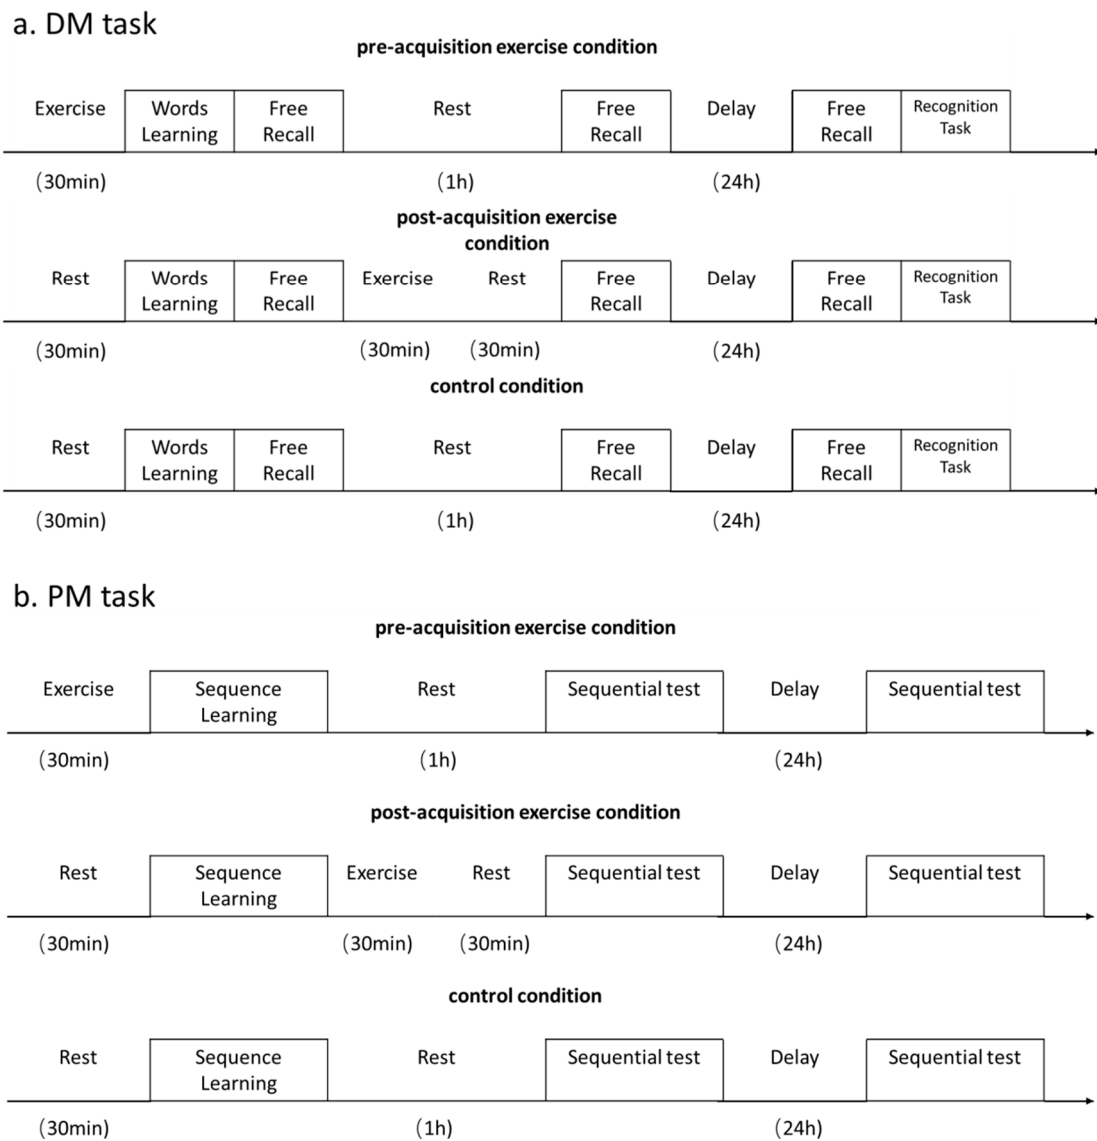 a. DM task
pre-acquisition exercise condition
Exercise Words Free Rest Free Delay Free Recognition
Learning Recall Recall Recall Task
(30min) (1h) (24h)
post-acquisition exercise
condition
Rest Words Free Exercise Rest Free Delay Free Recognition
Learning Recall Recall Recall Task
(30min) (30min) (30min) (24h)
control condition
Rest Words Free Rest Free Delay Free Recognition
Learning Recall Recall Recall Task
(30min) (1h) (24h)
b. PM task
pre-acquisition exercise condition
Exercise Sequence Rest Sequential test Delay Sequential test
Learning
(30min) (1h) (24h)
post-acquisition exercise condition
Rest Sequence Exercise Rest Sequential test Delay Sequential test
Learning
(30min) (30min) (30min) (24h)
control condition
Rest Sequence Rest Sequential test Delay Sequential test
Learning
(30min) (1h) (24h)